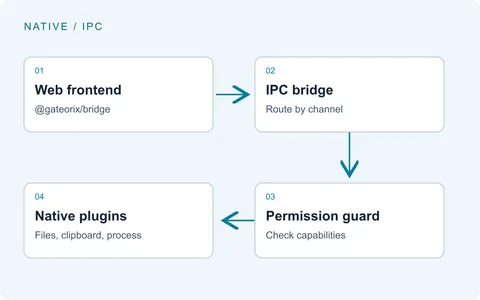 NATIVE / IPC
01
Web frontend
@gateorix/bridge
02
IPC bridge
Route by channel
03
Permission guard
Check capabilities
04
Native plugins
Files, clipboard, process